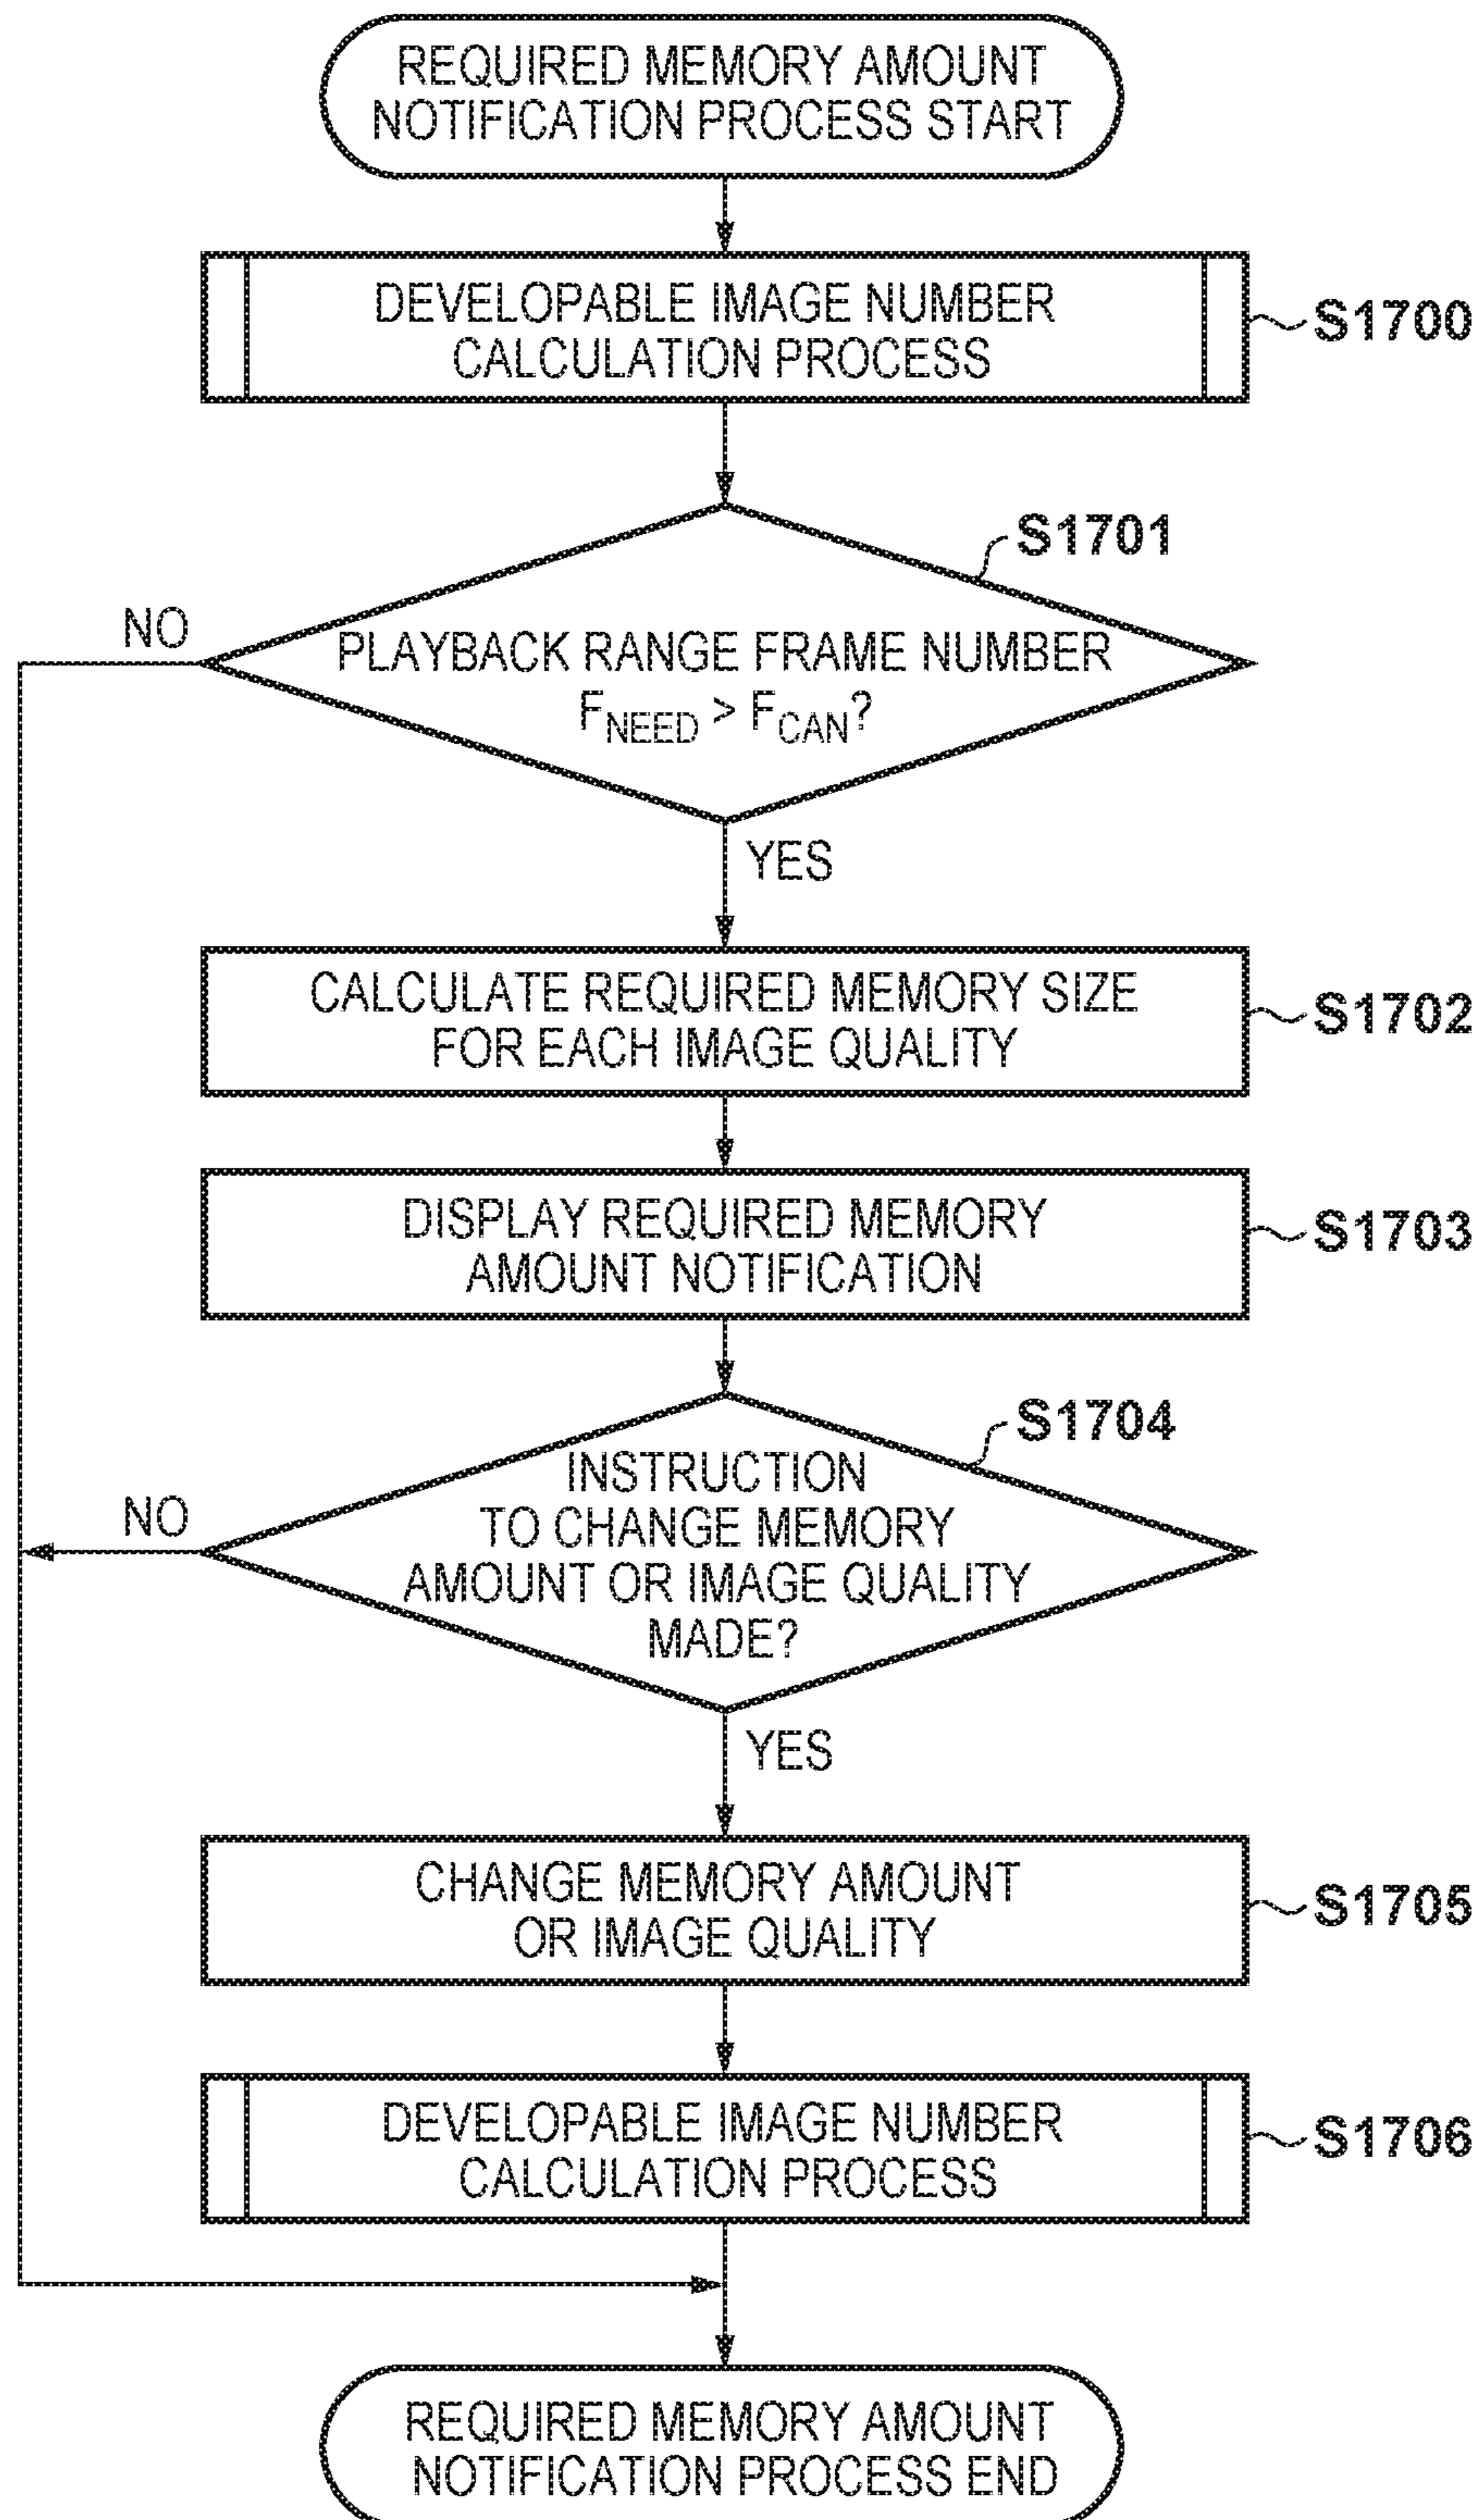 REQUIRED MEMORY AMOUNT
NOTIFICATION PROCESS START
DEVELOPABLE IMAGE NUMBER
CALCULATION PROCESS
S1700
S1701
NO
PLAYBACK RANGE FRAME NUMBER
FNEED > FCAN?
YES
CALCULATE REQUIRED MEMORY SIZE
FOR EACH IMAGE QUALITY
S1702
DISPLAY REQUIRED MEMORY
AMOUNT NOTIFICATION
S1703
S1704
NO
INSTRUCTION
TO CHANGE MEMORY
AMOUNT OR IMAGE QUALITY
MADE?
YES
CHANGE MEMORY AMOUNT
OR IMAGE QUALITY
S1705
DEVELOPABLE IMAGE NUMBER
CALCULATION PROCESS
S1706
REQUIRED MEMORY AMOUNT
NOTIFICATION PROCESS END